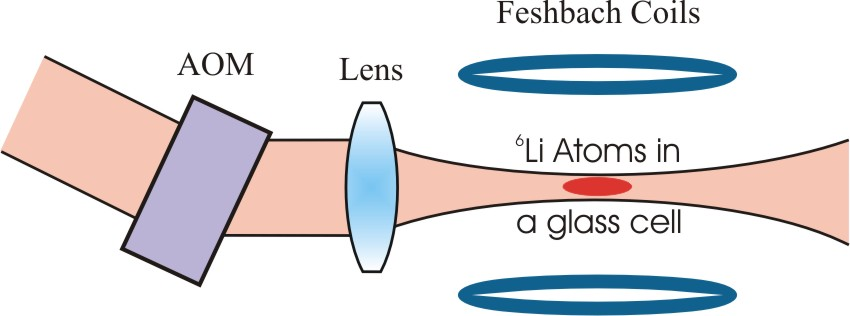 Feshbach Coils
AOM
Lens
⁶Li Atoms in
a glass cell